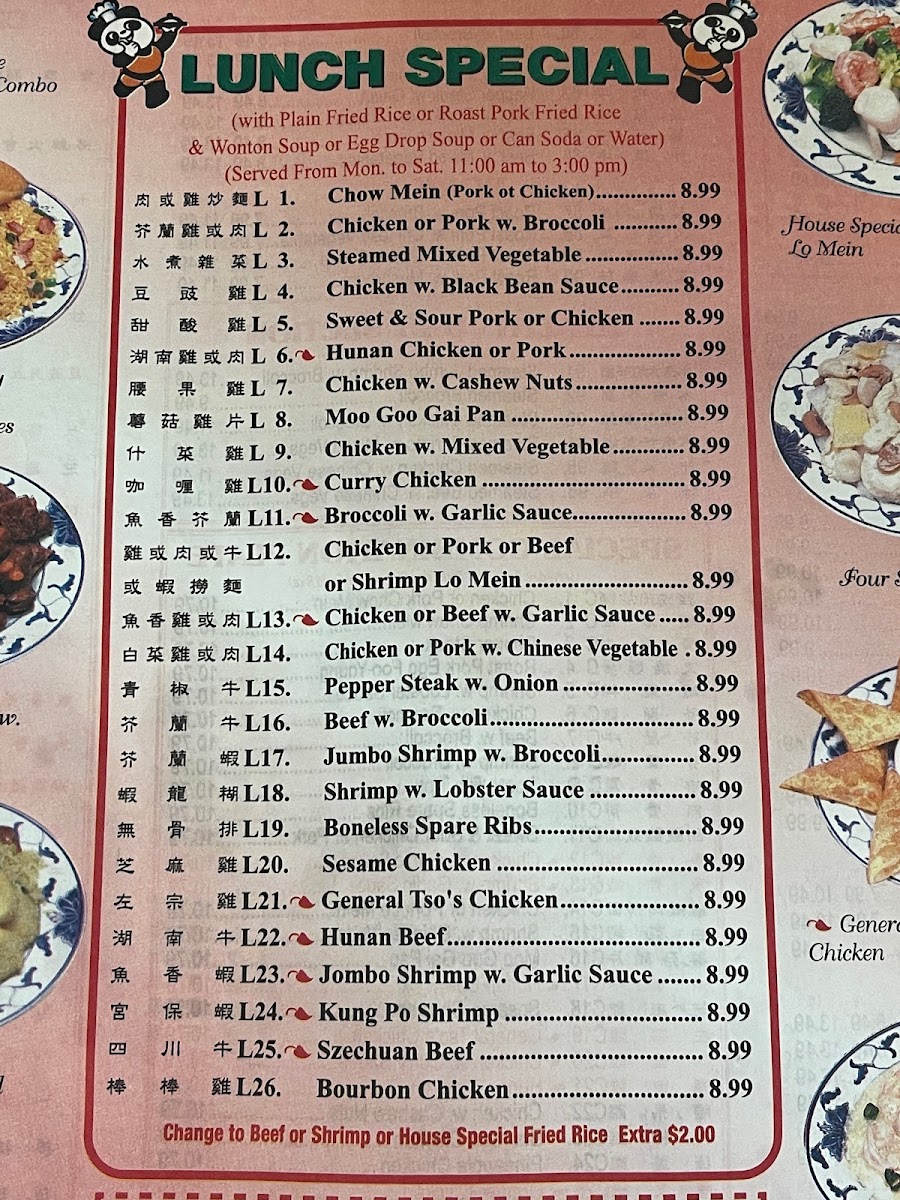 LUNCH SPECIAL
(with Plain Fried Rice or Roast Pork Fried Rice
& Wonton Soup or Egg Drop Soup or Can Soda or Water)
(Served From Mon. to Sat. 11:00 am to 3:00 pm)
肉或雞炒麵 L 1. Chow Mein (Pork ot Chicken).............. 8.99
芥蘭雞或肉 L 2. Chicken or Pork w. Broccoli ............ 8.99
水煮雜菜 L 3. Steamed Mixed Vegetable ................ 8.99
豆豉雞 L 4. Chicken w. Black Bean Sauce.......... 8.99
甜酸雞 L 5. Sweet & Sour Pork or Chicken ....... 8.99
湖南雞或肉 L 6. Hunan Chicken or Pork.................... 8.99
腰果雞 L 7. Chicken w. Cashew Nuts................... 8.99
蘑菇雞片 L 8. Moo Goo Gai Pan .............................. 8.99
什菜雞 L 9. Chicken w. Mixed Vegetable............ 8.99
咖喱雞 L10. Curry Chicken ................................... 8.99
魚香芥蘭 L11. Broccoli w. Garlic Sauce................... 8.99
雞或肉或牛 L12. Chicken or Pork or Beef
或蝦撈麵 or Shrimp Lo Mein ............................ 8.99
魚香雞或肉 L13. Chicken or Beef w. Garlic Sauce ..... 8.99
白菜雞或肉 L14. Chicken or Pork w. Chinese Vegetable . 8.99
青椒牛 L15. Pepper Steak w. Onion ...................... 8.99
芥蘭牛 L16. Beef w. Broccoli................................... 8.99
芥蘭蝦 L17. Jumbo Shrimp w. Broccoli................ 8.99
蝦龍糊 L18. Shrimp w. Lobster Sauce .................. 8.99
無骨排 L19. Boneless Spare Ribs............................ 8.99
芝麻雞 L20. Sesame Chicken ................................... 8.99
左宗雞 L21. General Tso's Chicken........................ 8.99
湖南牛 L22. Hunan Beef........................................... 8.99
魚香蝦 L23. Jombo Shrimp w. Garlic Sauce ....... 8.99
宮保蝦 L24. Kung Po Shrimp .................................. 8.99
四川牛 L25. Szechuan Beef ..................................... 8.99
棒棒雞 L26. Bourbon Chicken................................. 8.99
Change to Beef or Shrimp or House Special Fried Rice Extra $2.00
Combo
House Specia
Lo Mein
Four
Genera
Chicken
w.